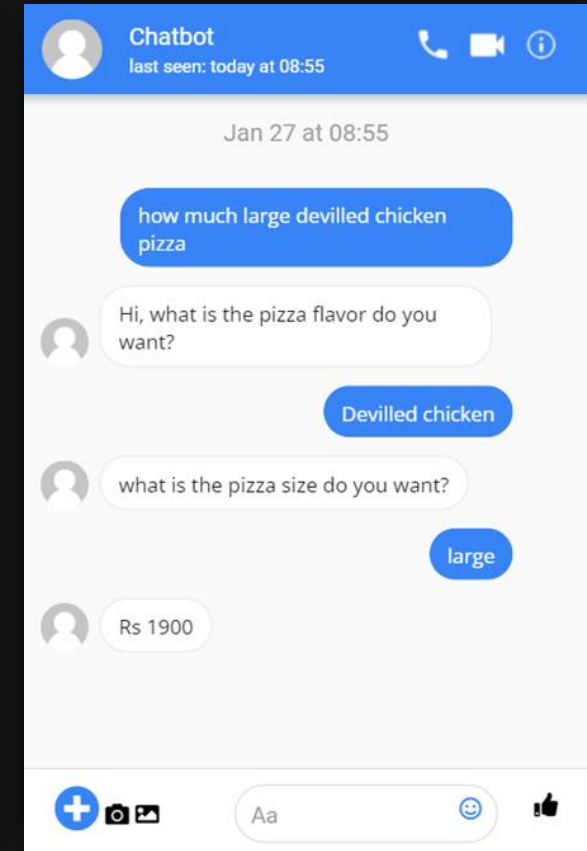 Chatbot
last seen: today at 08:55
Jan 27 at 08:55
how much large devilled chicken
pizza
Hi, what is the pizza flavor do you
want?
Devilled chicken
what is the pizza size do you want?
large
Rs 1900
Aa